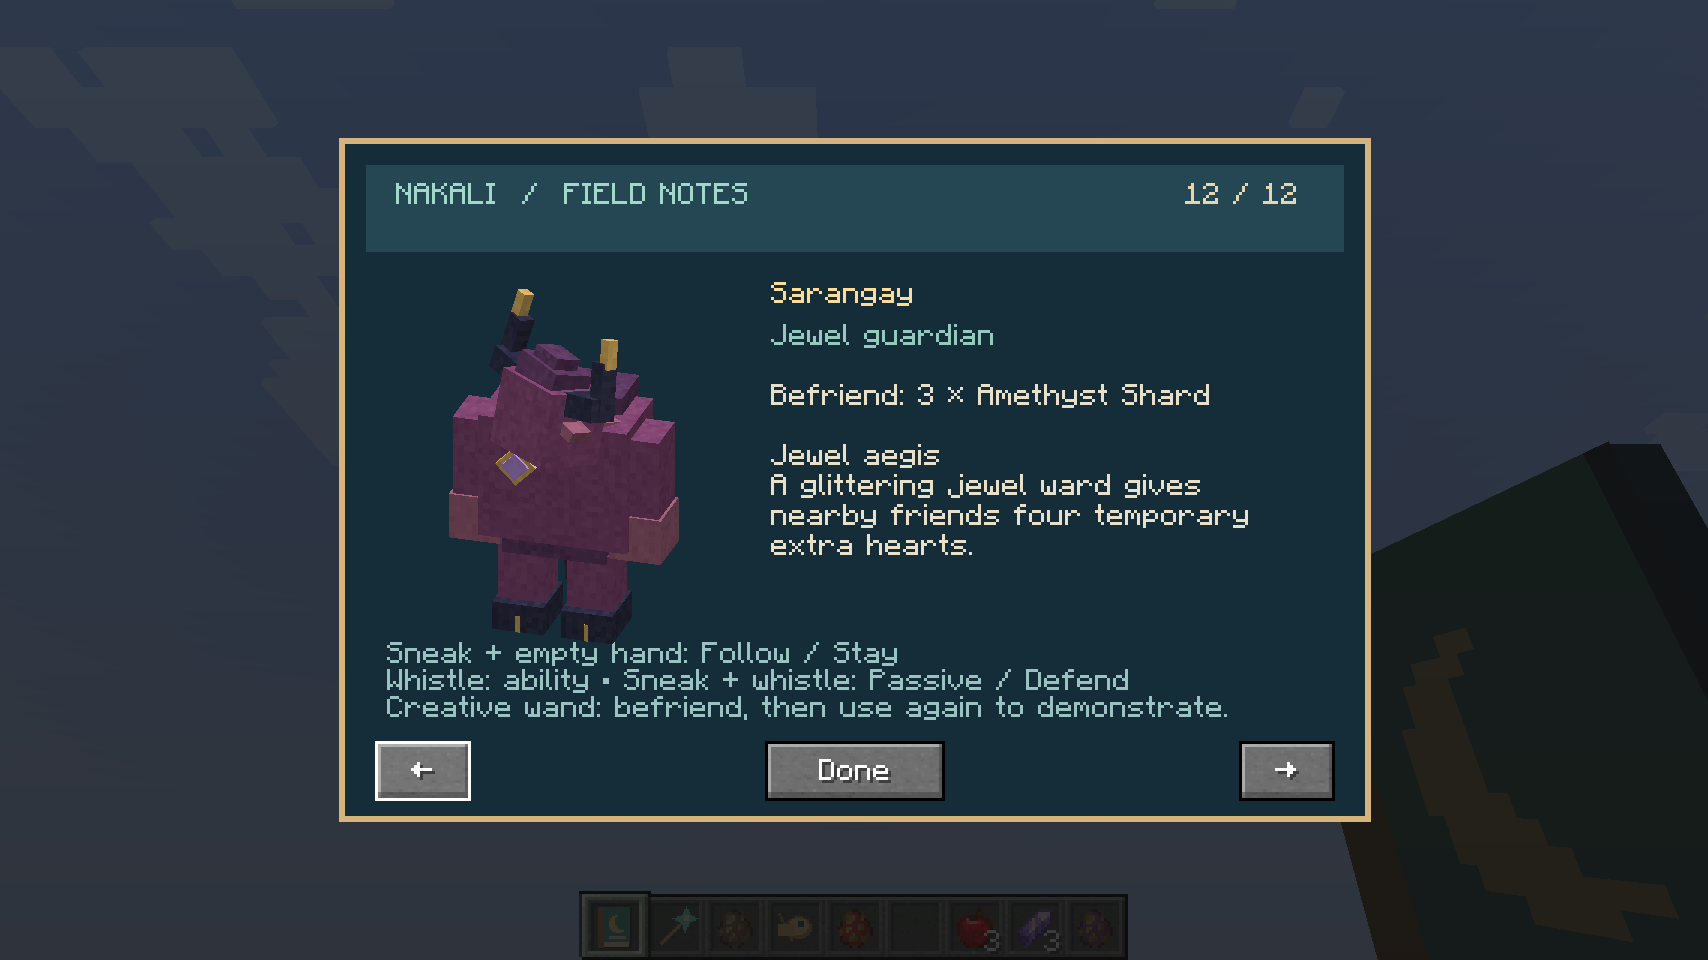 NAKALI / FIELD NOTES 12 / 12
Sarangay
Jewel guardian
Befriend: 3 × Amethyst Shard
Jewel aegis
A glittering jewel ward gives
nearby friends four temporary
extra hearts.
Sneak + empty hand: Follow / Stay
Whistle: ability • Sneak + whistle: Passive / Defend
Creative wand: befriend, then use again to demonstrate.
← Done →
3 3